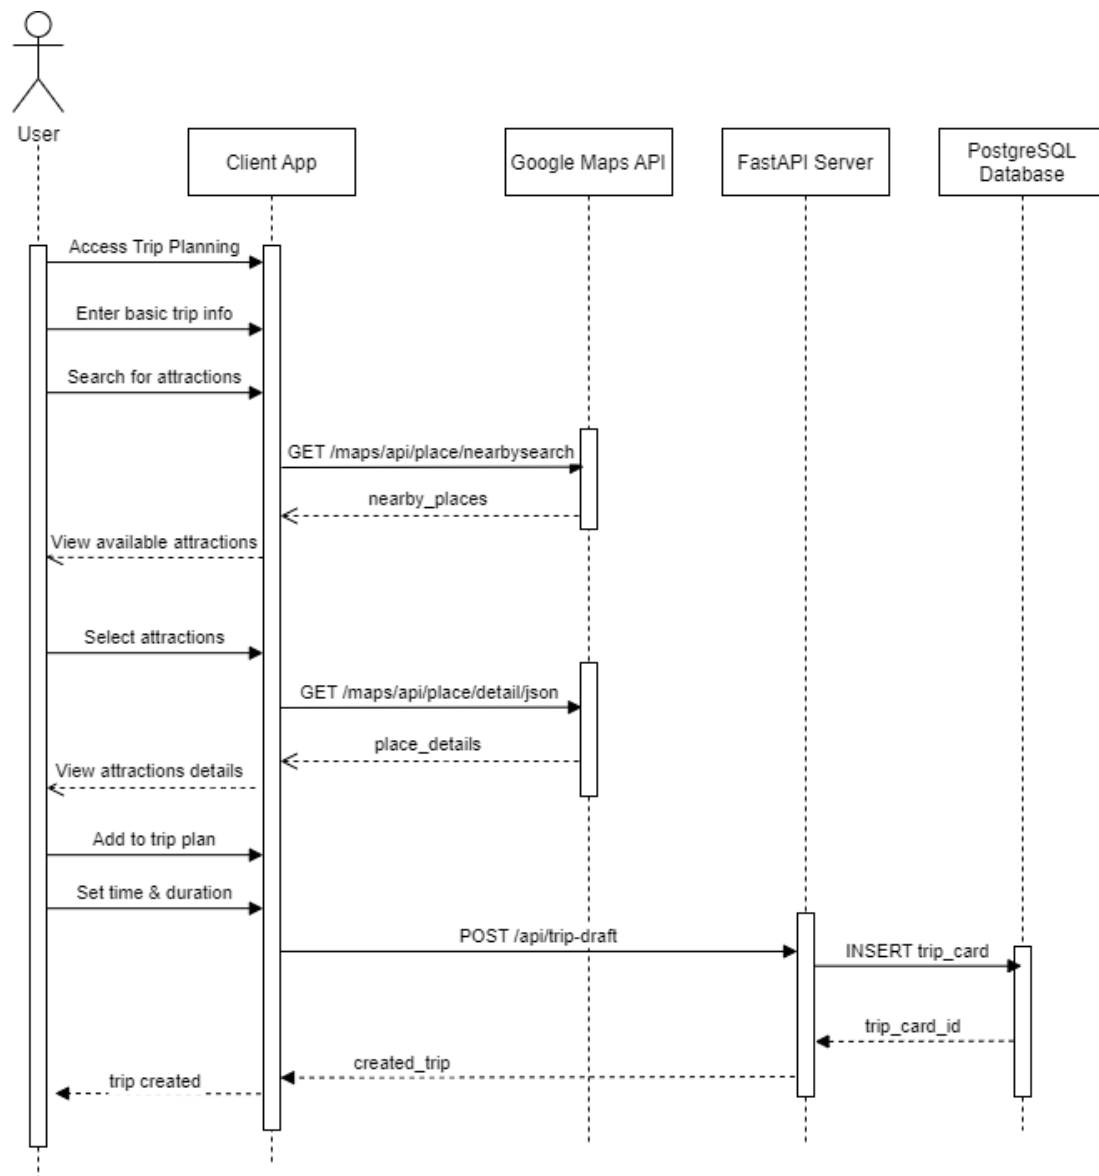 User
Client App
Google Maps API
FastAPI Server
PostgreSQL
Database
Access Trip Planning
Enter basic trip info
Search for attractions
GET /maps/api/place/nearbysearch
nearby_places
View available attractions
Select attractions
GET /maps/api/place/detail/json
place_details
View attractions details
Add to trip plan
Set time & duration
POST /api/trip-draft
INSERT trip_card
trip_card_id
created_trip
trip created